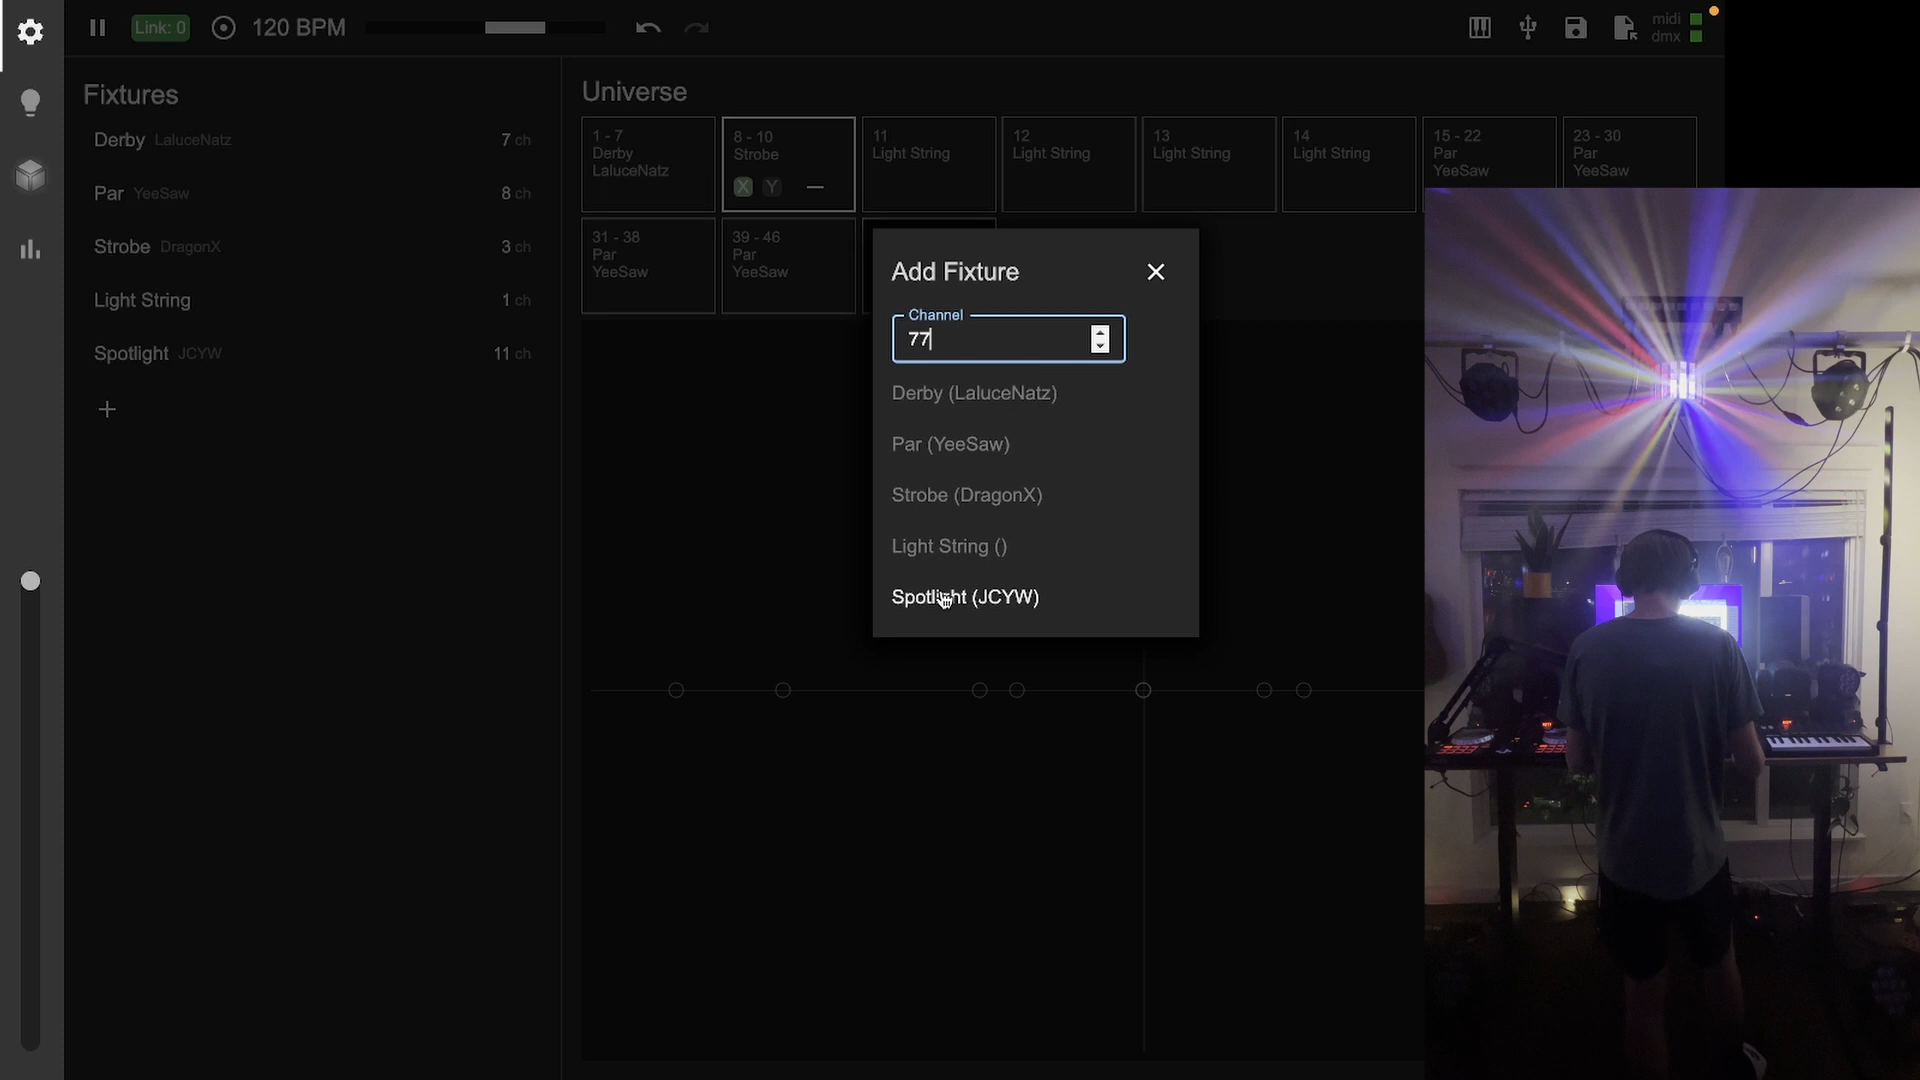 Link: 0
120 BPM
midi
dmx
Fixtures
Derby LaluceNatz 7 ch
Par YeeSaw 8 ch
Strobe DragonX 3 ch
Light String 1 ch
Spotlight JCYW 11 ch
+
Universe
1 - 7
Derby
LaluceNatz
8 - 10
Strobe
X Y
11
Light String
12
Light String
13
Light String
14
Light String
15 - 22
Par
YeeSaw
23 - 30
Par
YeeSaw
31 - 38
Par
YeeSaw
39 - 46
Par
YeeSaw
Add Fixture
Channel
77
Derby (LaluceNatz)
Par (YeeSaw)
Strobe (DragonX)
Light String ()
Spotlight (JCYW)